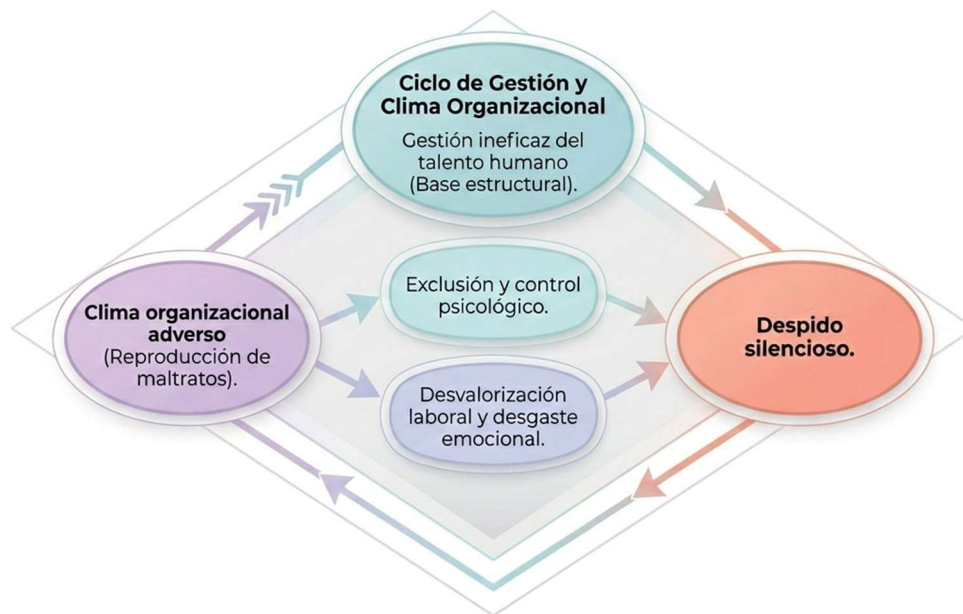 Ciclo de Gestión y
Clima Organizacional
Gestión ineficaz del
talento humano
(Base estructural).
Exclusión y control
psicológico.
Clima organizacional
adverso
(Reproducción de
maltratos).
Despido
silencioso.
Desvalorización
laboral y desgaste
emocional.